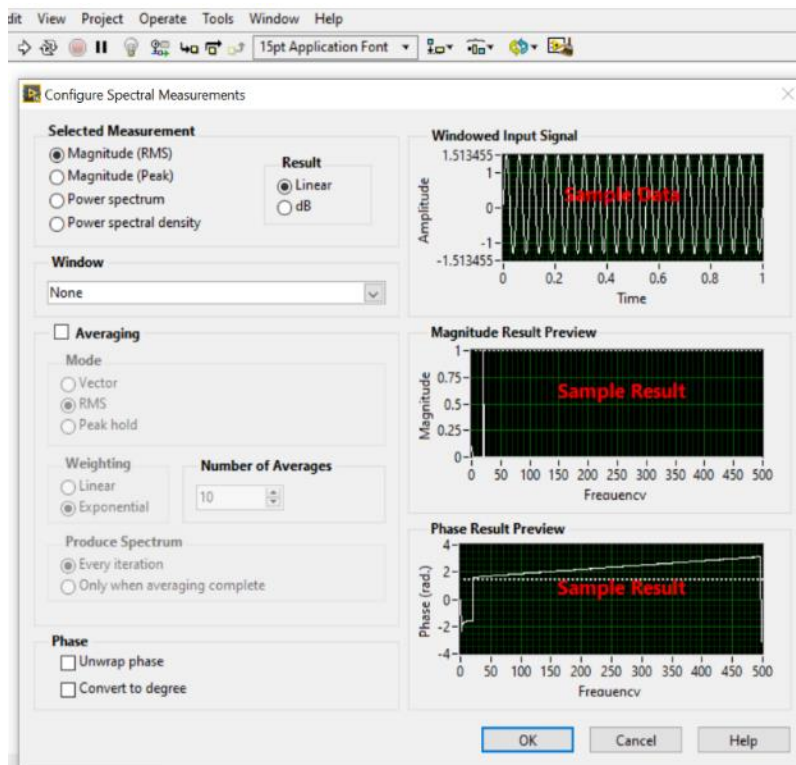 dit View Project Operate Tools Window Help
15pt Application Font
Configure Spectral Measurements
Selected Measurement
Magnitude (RMS)
Magnitude (Peak)
Power spectrum
Power spectral density
Result
Linear
dB
Window
None
Averaging
Mode
Vector
RMS
Peak hold
Weighting
Linear
Exponential
Number of Averages
10
Produce Spectrum
Every iteration
Only when averaging complete
Phase
Unwrap phase
Convert to degree
Windowed Input Signal
1.513455
1
0
-1
-1.513455
Amplitude
Sample Data
0 0.2 0.4 0.6 0.8 1
Time
Magnitude Result Preview
1
0.75
0.5
0.25
0
Magnitude
Sample Result
0 50 100 150 200 250 300 350 400 450 500
Frequency
Phase Result Preview
4
2
0
-2
-4
Phase (rad.)
Sample Result
0 50 100 150 200 250 300 350 400 450 500
Frequency
OK Cancel Help